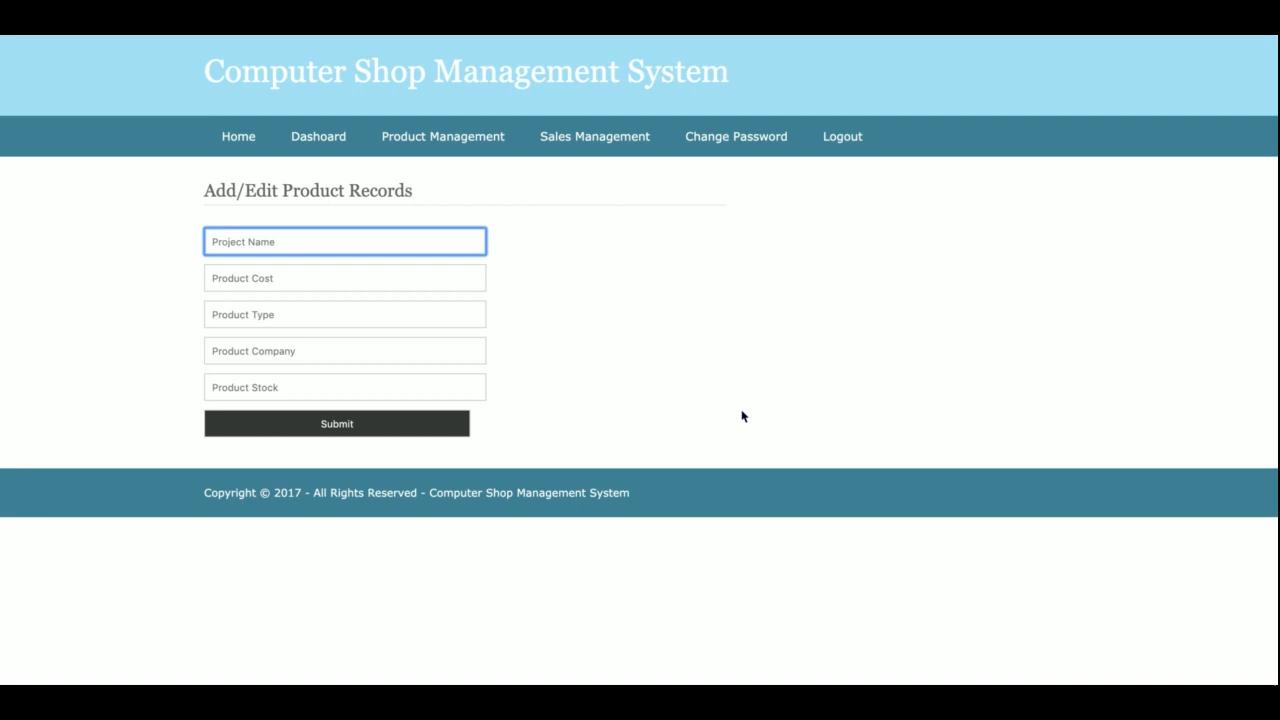 Computer Shop Management System
Home Dashoard Product Management Sales Management Change Password Logout
Add/Edit Product Records
Project Name
Product Cost
Product Type
Product Company
Product Stock
Submit
Copyright © 2017 - All Rights Reserved - Computer Shop Management System